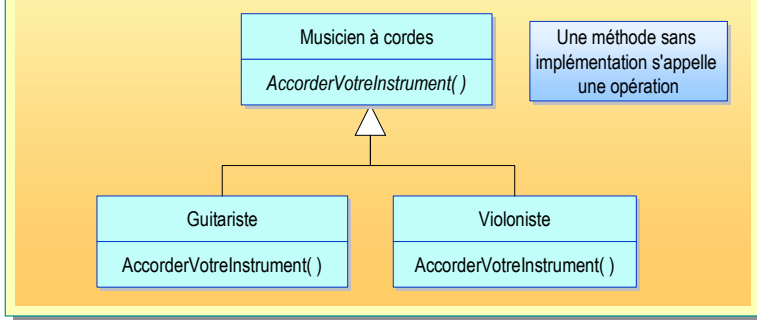 Musicien à cordes
AccorderVotreInstrument( )
Une méthode sans
implémentation s'appelle
une opération
Guitariste
AccorderVotreInstrument( )
Violoniste
AccorderVotreInstrument( )